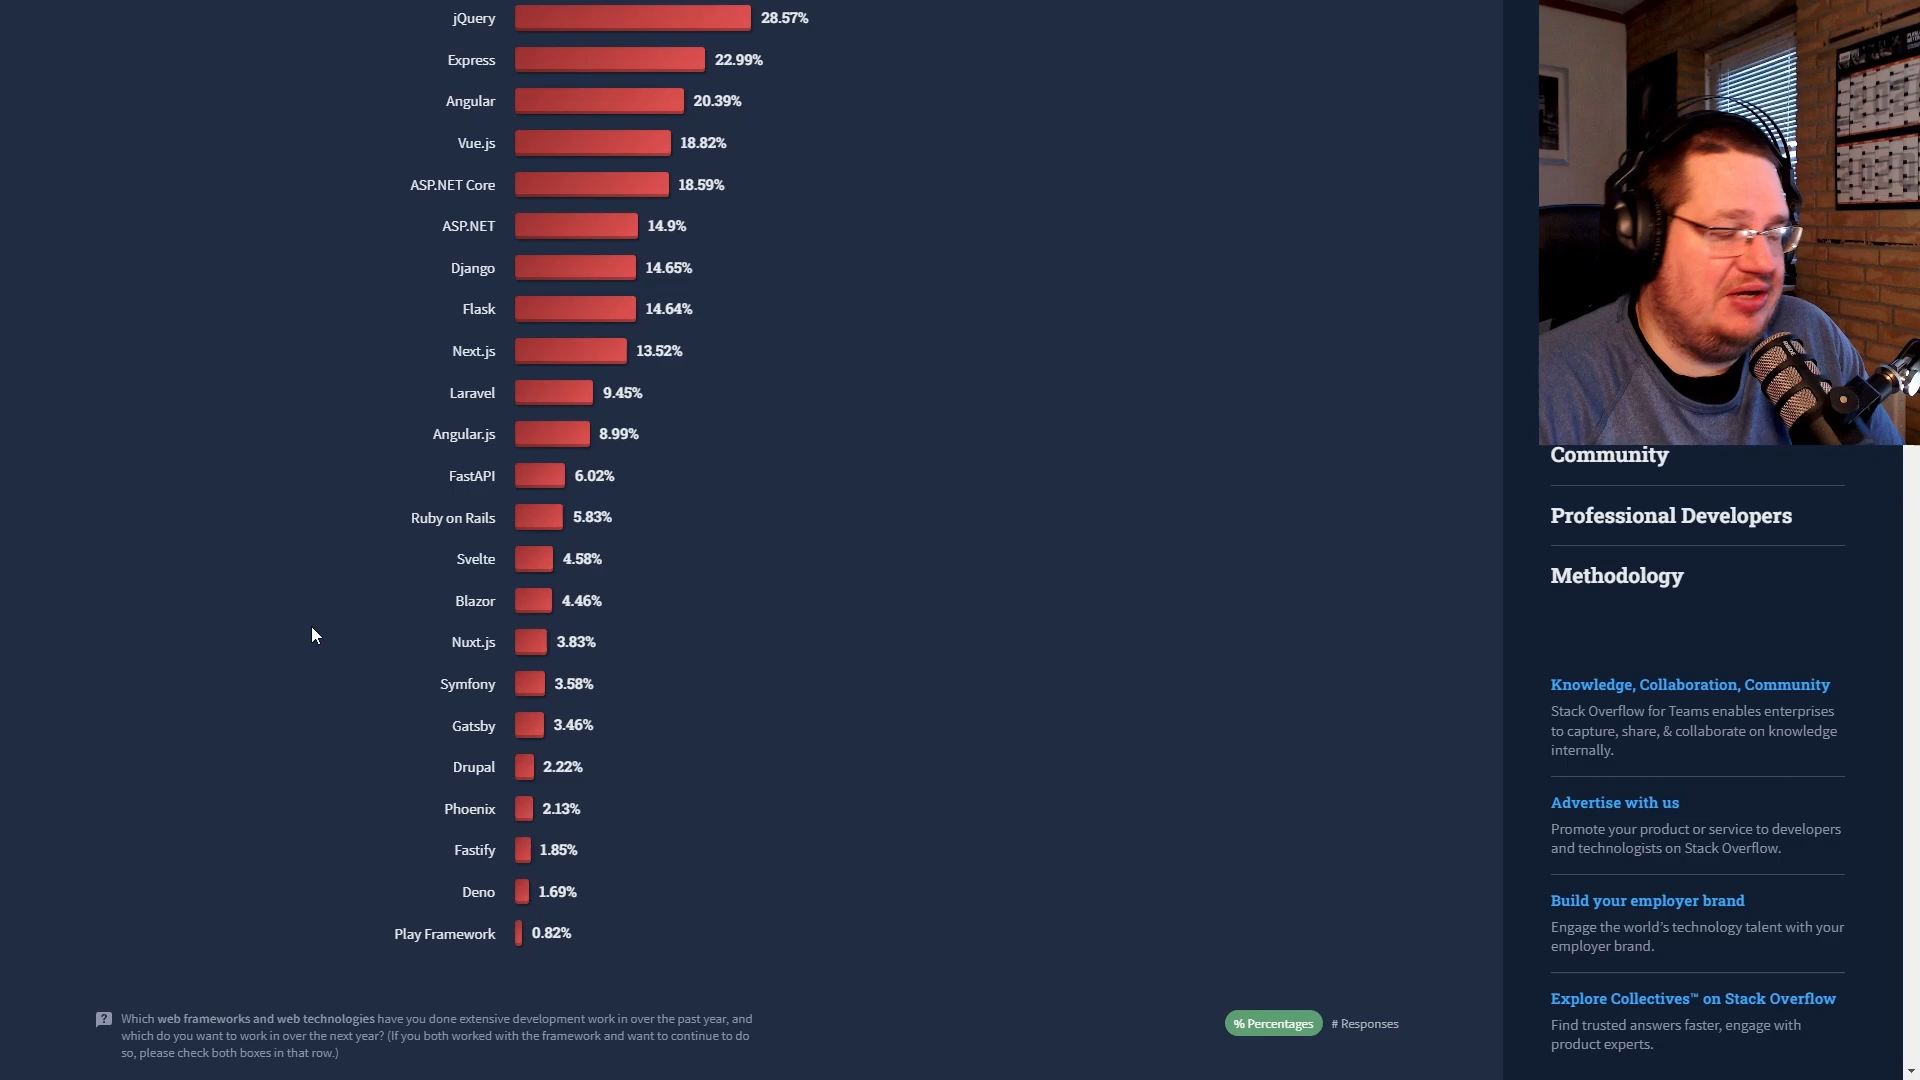 jQuery 28.57%
Express 22.99%
Angular 20.39%
Vue.js 18.82%
ASP.NET Core 18.59%
ASP.NET 14.9%
Django 14.65%
Flask 14.64%
Next.js 13.52%
Laravel 9.45%
Angular.js 8.99%
FastAPI 6.02%
Ruby on Rails 5.83%
Svelte 4.58%
Blazor 4.46%
Nuxt.js 3.83%
Symfony 3.58%
Gatsby 3.46%
Drupal 2.22%
Phoenix 2.13%
Fastify 1.85%
Deno 1.69%
Play Framework 0.82%
Which web frameworks and web technologies have you done extensive development work in over the past year, and
which do you want to work in over the next year? (If you both worked with the framework and want to continue to do
so, please check both boxes in that row.)
% Percentages # Responses
Community
Professional Developers
Methodology
Knowledge, Collaboration, Community
Stack Overflow for Teams enables enterprises
to capture, share, & collaborate on knowledge
internally.
Advertise with us
Promote your product or service to developers
and technologists on Stack Overflow.
Build your employer brand
Engage the world's technology talent with your
employer brand.
Explore Collectives™ on Stack Overflow
Find trusted answers faster, engage with
product experts.